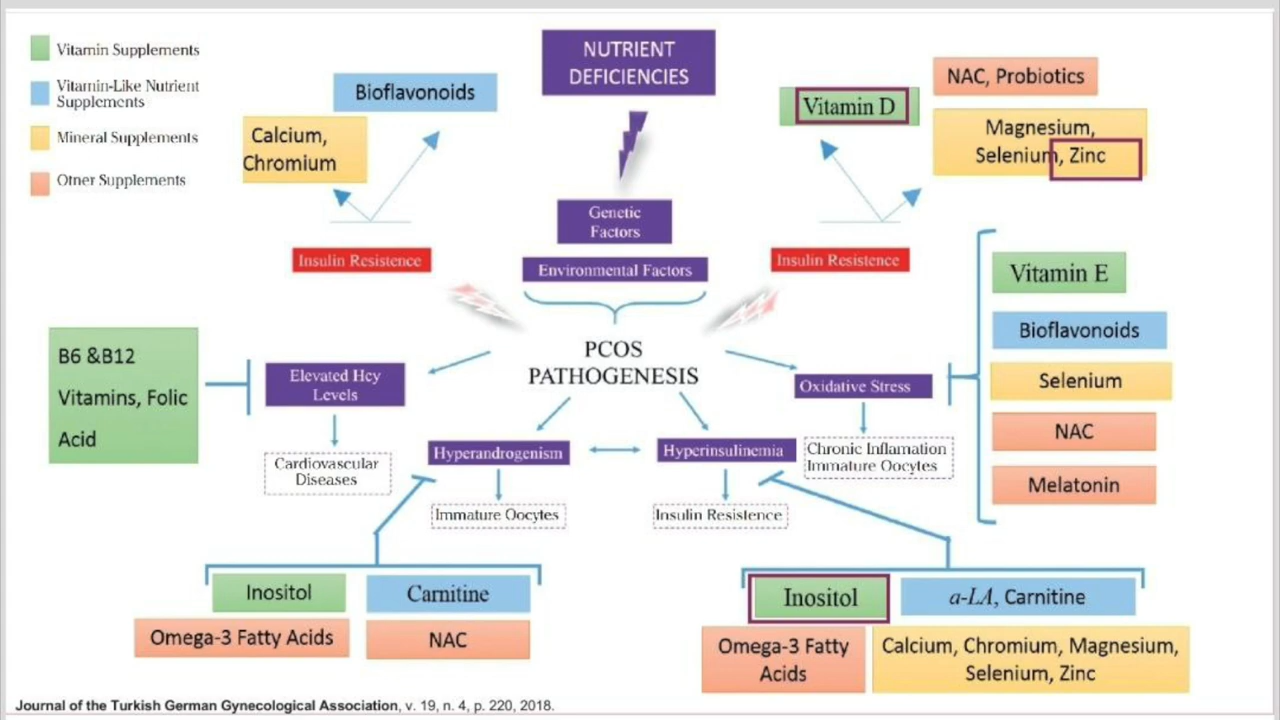 Vitamin Supplements
Vitamin-Like Nutrient
Supplements
Mineral Supplements
Otner Supplements
Bioflavonoids
Calcium,
Chromium
Insulin Resistence
NUTRIENT
DEFICIENCIES
Genetic
Factors
Environmental Factors
Vitamin D
NAC, Probiotics
Magnesium,
Selenium, Zinc
Insulin Resistence
PCOS
PATHOGENESIS
B6 &B12
Vitamins, Folic
Acid
Elevated Hcy
Levels
Cardiovascular
Diseases
Hyperandrogenism
Immature Oocytes
Hyperinsulinemia
Insulin Resistence
Oxidative Stress
Chronic Inflamation
Immature Oocytes
Vitamin E
Bioflavonoids
Selenium
NAC
Melatonin
Inositol
Carnitine
Omega-3 Fatty Acids
NAC
Inositol
a-LA, Carnitine
Omega-3 Fatty
Acids
Calcium, Chromium, Magnesium,
Selenium, Zinc
Journal of the Turkish German Gynecological Association, v. 19, n. 4, p. 220, 2018.